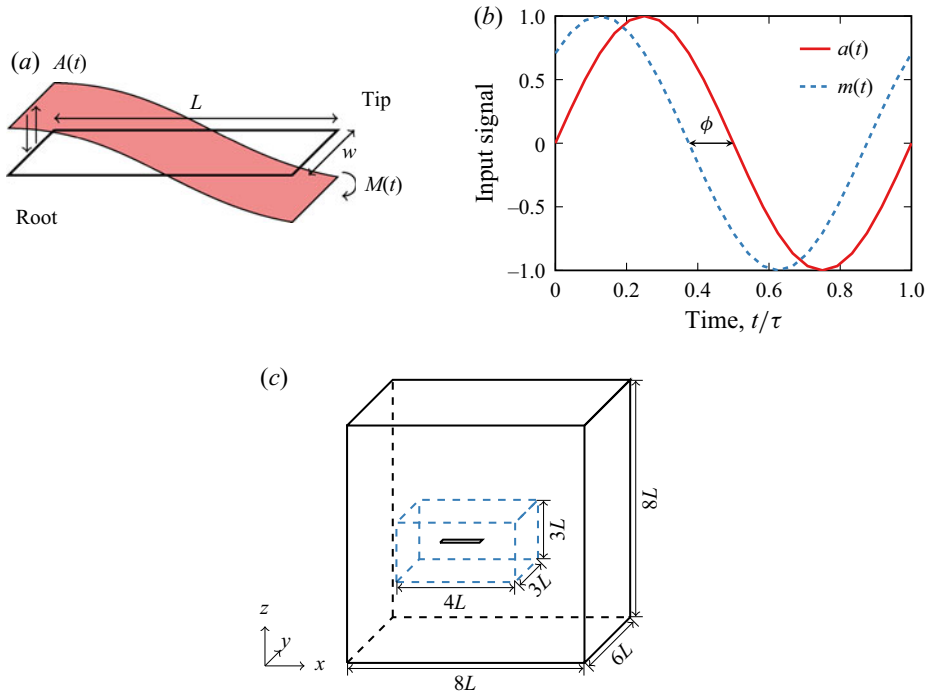 (a)
A(t)
L
Tip
w
M(t)
Root
(b)
1.0
0.5
0
−0.5
−1.0
Input signal
a(t)
m(t)
ϕ
0
0.2
0.4
0.6
0.8
1.0
Time, t/τ
(c)
8L
3L
3L
4L
6L
8L
z
y
x